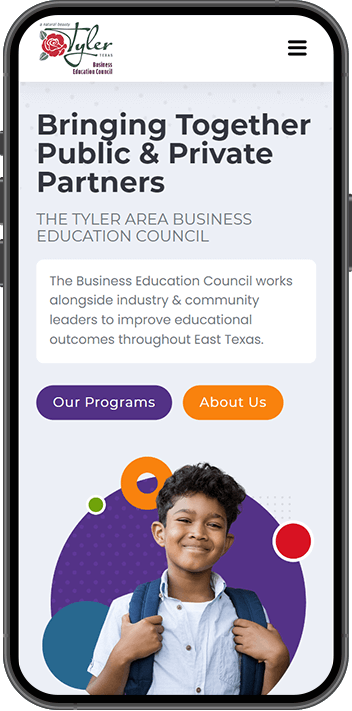 a natural beauty
Tyler
TEXAS
Business
Education Council
Bringing Together
Public & Private
Partners
THE TYLER AREA BUSINESS
EDUCATION COUNCIL
The Business Education Council works
alongside industry & community
leaders to improve educational
outcomes throughout East Texas.
Our Programs
About Us